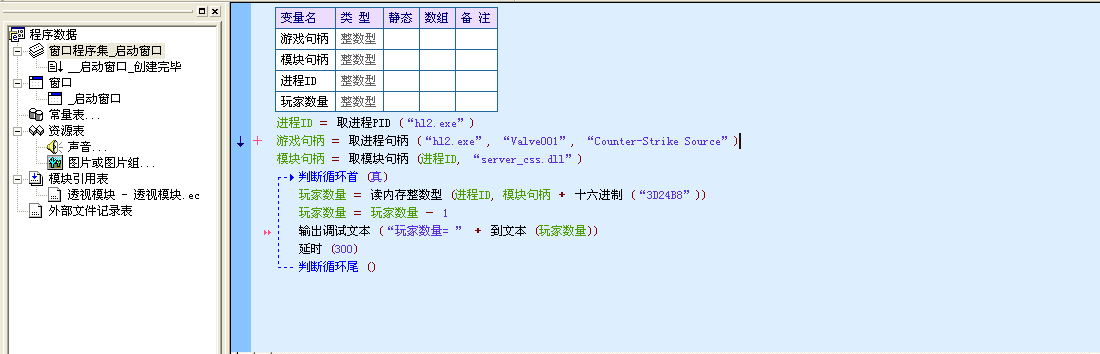 程序数据
窗口程序集_启动窗口
__启动窗口_创建完毕
窗口
_启动窗口
常量表...
资源表
声音...
图片或图片组...
模块引用表
透视模块 - 透视模块.ec
外部文件记录表
变量名 类 型 静态 数组 备 注
游戏句柄 整数型
模块句柄 整数型
进程ID 整数型
玩家数量 整数型
进程ID = 取进程PID (“hl2.exe”)
游戏句柄 = 取进程句柄 (“hl2.exe”, “Valve001”, “Counter-Strike Source”)
模块句柄 = 取模块句柄 (进程ID, “server_css.dll”)
判断循环首 (真)
玩家数量 = 读内存整数型 (进程ID, 模块句柄 + 十六进制 (“3D24B8”))
玩家数量 = 玩家数量 - 1
输出调试文本 (“玩家数量= ” + 到文本 (玩家数量))
延时 (300)
判断循环尾 ()